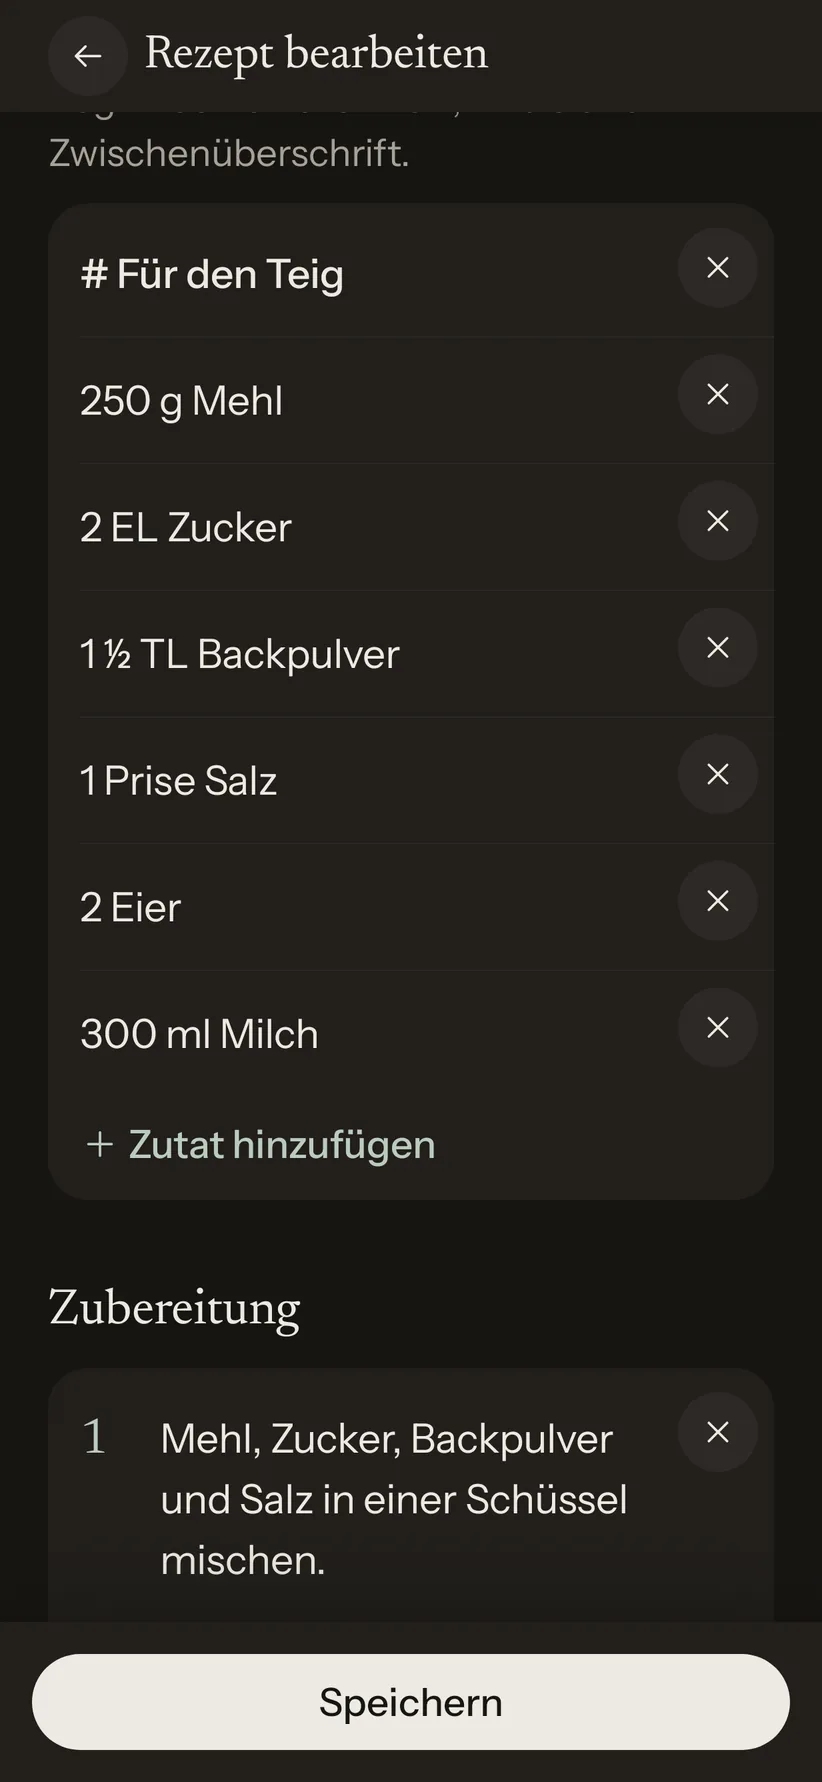 Rezept bearbeiten
Zwischenüberschrift.
# Für den Teig
250 g Mehl
2 EL Zucker
1 ½ TL Backpulver
1 Prise Salz
2 Eier
300 ml Milch
+ Zutat hinzufügen
Zubereitung
1 Mehl, Zucker, Backpulver
und Salz in einer Schüssel
mischen.
Speichern